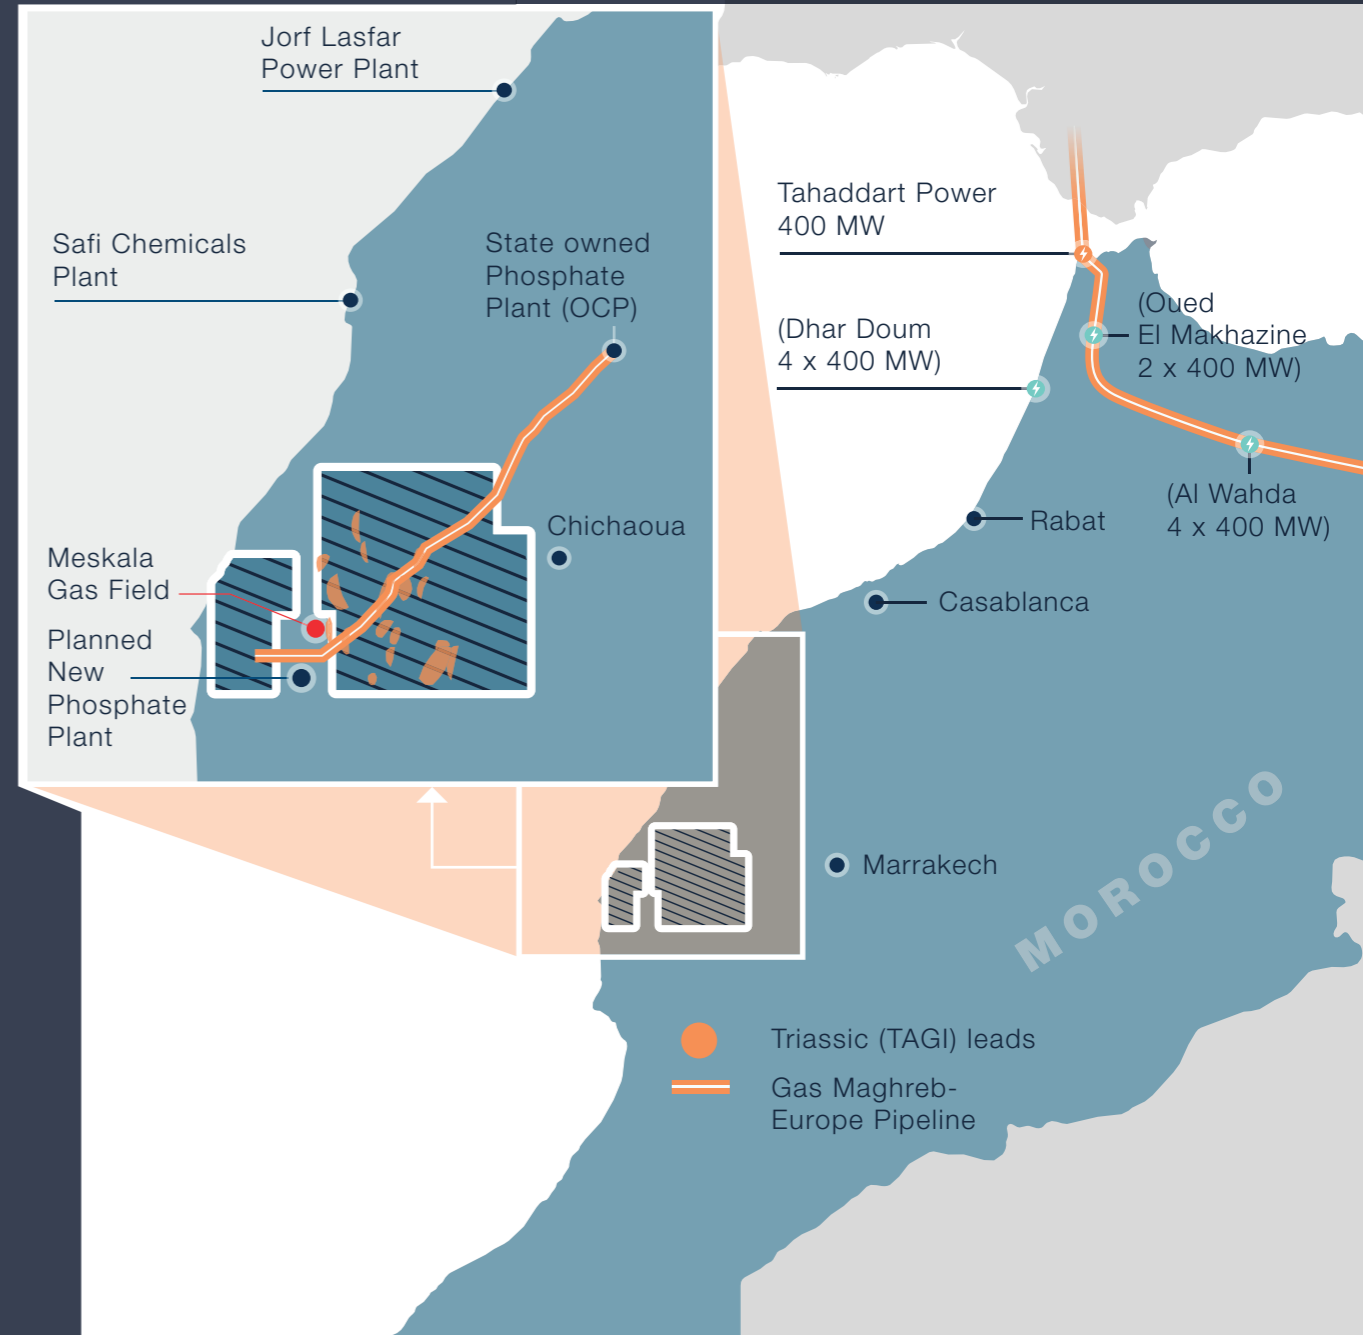 Jorf Lasfar
Power Plant
Safi Chemicals
Plant
State owned
Phosphate
Plant (OCP)
Chichaoua
Meskala
Gas Field
Planned
New
Phosphate
Plant
Tahaddart Power
400 MW
(Dhar Doum
4 x 400 MW)
(Oued
El Makhazine
2 x 400 MW)
(Al Wahda
4 x 400 MW)
Rabat
Casablanca
Marrakech
MOROCCO
Triassic (TAGI) leads
Gas Maghreb-
Europe Pipeline